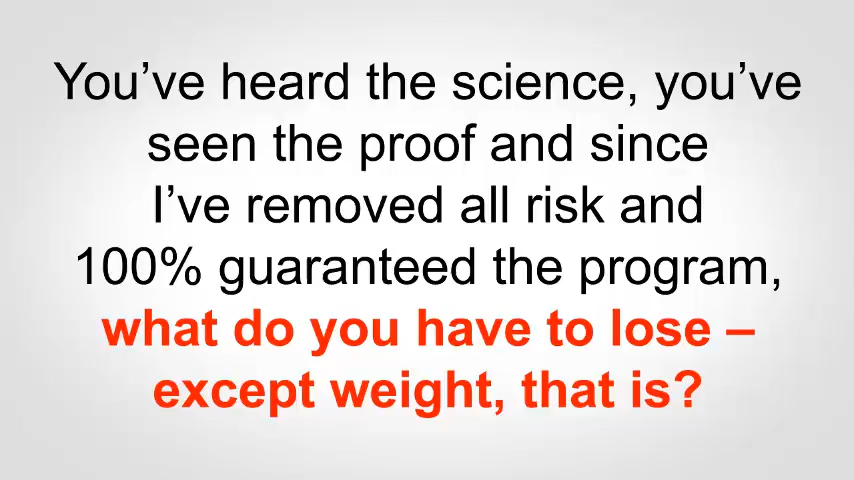 You’ve heard the science, you’ve
seen the proof and since
I’ve removed all risk and
100% guaranteed the program,
what do you have to lose –
except weight, that is?